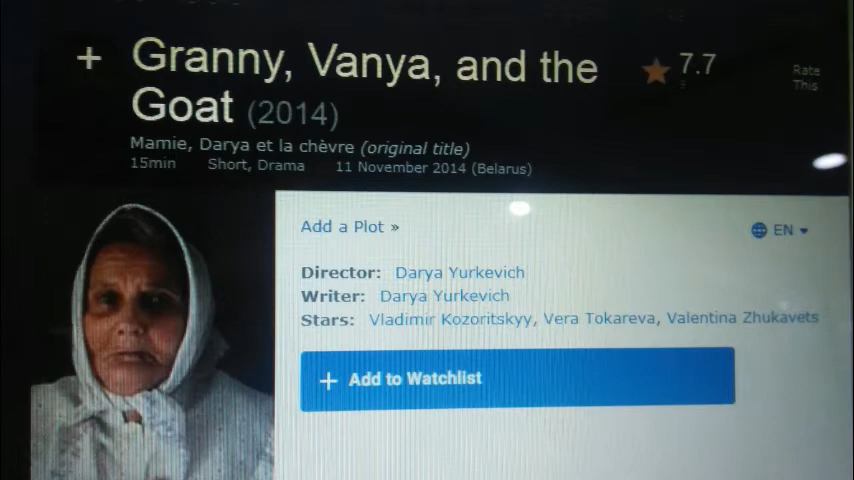 + Granny, Vanya, and the
Goat (2014)
7.7
3
Rate
This
Mamie, Darya et la chèvre (original title)
15min Short, Drama 11 November 2014 (Belarus)
Add a Plot »
EN
Director: Darya Yurkevich
Writer: Darya Yurkevich
Stars: Vladimir Kozoritskyy, Vera Tokareva, Valentina Zhukavets
+ Add to Watchlist